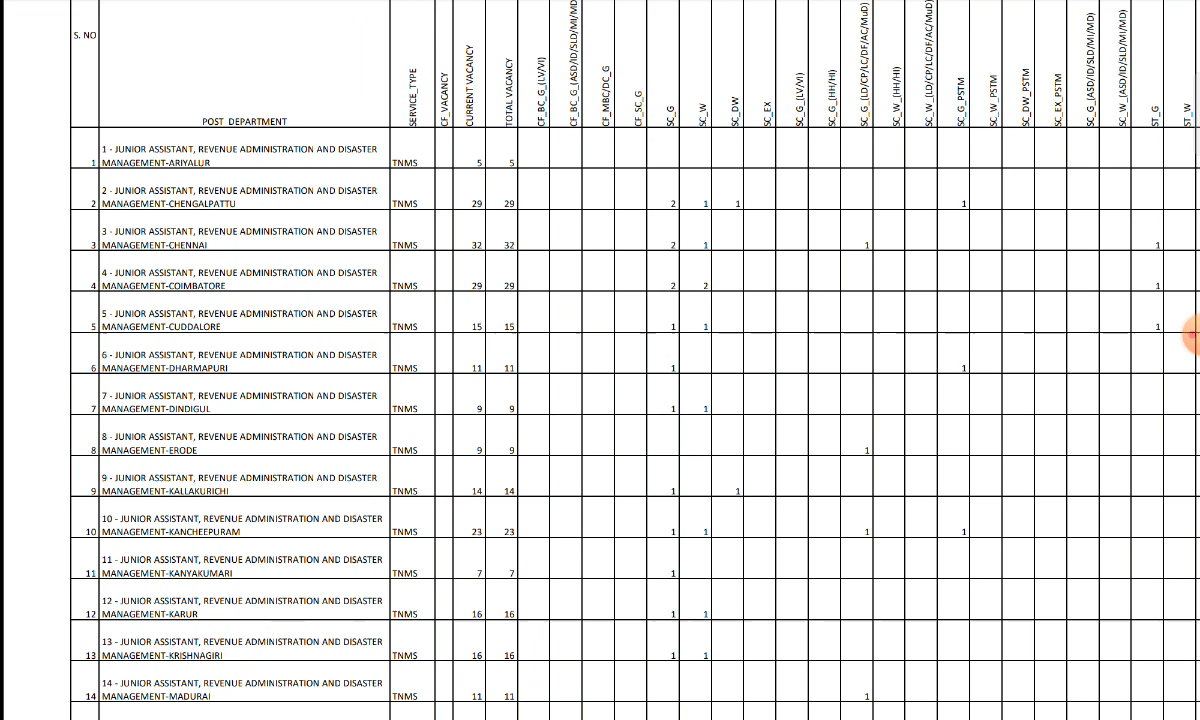 S. NO
POST_DEPARTMENT
SERVICE_TYPE
CF_VACANCY
CURRENT VACANCY
TOTAL VACANCY
CF_BC_G_(LV/VI)
CF_BC_G_(ASD/ID/SLD/MI/MD
CF_MBC/DC_G
CF_SC_G
SC_G
SC_W
SC_DW
SC_EX
SC_G_(LV/VI)
SC_G_(HH/HI)
SC_G_(LD/CP/LC/DF/AC/MuD)
SC_W_(HH/HI)
SC_W_(LD/CP/LC/DF/AC/MuD)
SC_G_PSTM
SC_W_PSTM
SC_DW_PSTM
SC_EX_PSTM
SC_G_(ASD/ID/SLD/MI/MD)
SC_W_(ASD/ID/SLD/MI/MD)
ST_G
ST_W
1 - JUNIOR ASSISTANT, REVENUE ADMINISTRATION AND DISASTER
1 MANAGEMENT-ARIYALUR TNMS 5 5
2 - JUNIOR ASSISTANT, REVENUE ADMINISTRATION AND DISASTER
2 MANAGEMENT-CHENGALPATTU TNMS 29 29 2 1 1 1
3 - JUNIOR ASSISTANT, REVENUE ADMINISTRATION AND DISASTER
3 MANAGEMENT-CHENNAI TNMS 32 32 2 1 1 1
4 - JUNIOR ASSISTANT, REVENUE ADMINISTRATION AND DISASTER
4 MANAGEMENT-COIMBATORE TNMS 29 29 2 2 1
5 - JUNIOR ASSISTANT, REVENUE ADMINISTRATION AND DISASTER
5 MANAGEMENT-CUDDALORE TNMS 15 15 1 1 1
6 - JUNIOR ASSISTANT, REVENUE ADMINISTRATION AND DISASTER
6 MANAGEMENT-DHARMAPURI TNMS 11 11 1 1
7 - JUNIOR ASSISTANT, REVENUE ADMINISTRATION AND DISASTER
7 MANAGEMENT-DINDIGUL TNMS 9 9 1 1
8 - JUNIOR ASSISTANT, REVENUE ADMINISTRATION AND DISASTER
8 MANAGEMENT-ERODE TNMS 9 9 1
9 - JUNIOR ASSISTANT, REVENUE ADMINISTRATION AND DISASTER
9 MANAGEMENT-KALLAKURICHI TNMS 14 14 1 1
10 - JUNIOR ASSISTANT, REVENUE ADMINISTRATION AND DISASTER
10 MANAGEMENT-KANCHEEPURAM TNMS 23 23 1 1 1 1
11 - JUNIOR ASSISTANT, REVENUE ADMINISTRATION AND DISASTER
11 MANAGEMENT-KANYAKUMARI TNMS 7 7 1
12 - JUNIOR ASSISTANT, REVENUE ADMINISTRATION AND DISASTER
12 MANAGEMENT-KARUR TNMS 16 16 1 1
13 - JUNIOR ASSISTANT, REVENUE ADMINISTRATION AND DISASTER
13 MANAGEMENT-KRISHNAGIRI TNMS 16 16 1 1
14 - JUNIOR ASSISTANT, REVENUE ADMINISTRATION AND DISASTER
14 MANAGEMENT-MADURAI TNMS 11 11 1